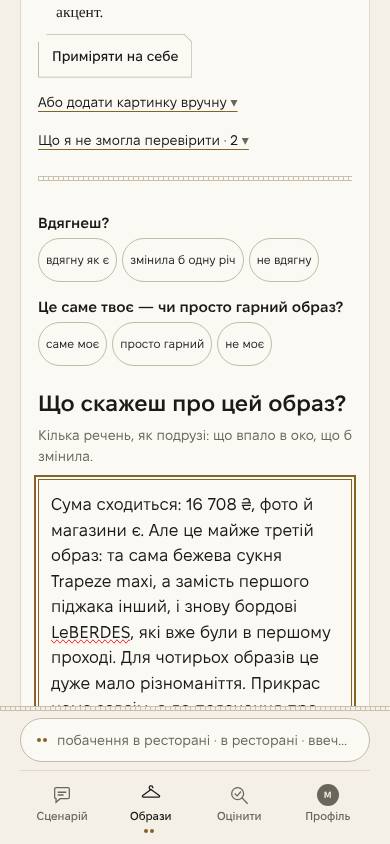 акцент.
Приміряти на себе
Або додати картинку вручну ▾
Що я не змогла перевірити · 2 ▾
Вдягнеш?
вдягну як є
змінила б одну річ
не вдягну
Це саме твоє — чи просто гарний образ?
саме моє
просто гарний
не моє
Що скажеш про цей образ?
Кілька речень, як подрузі: що впало в око, що б
змінила.
Сума сходиться: 16 708 ₴, фото й
магазини є. Але це майже третій
образ: та сама бежева сукня
Trapeze maxi, а замість першого
піджака інший, і знову бордові
LeBERDES, які вже були в першому
проході. Для чотирьох образів це
дуже мало різноманіття. Прикрас
побачення в ресторані · в ресторані · ввеч...
Сценарій
Образи
Оцінити
М
Профіль